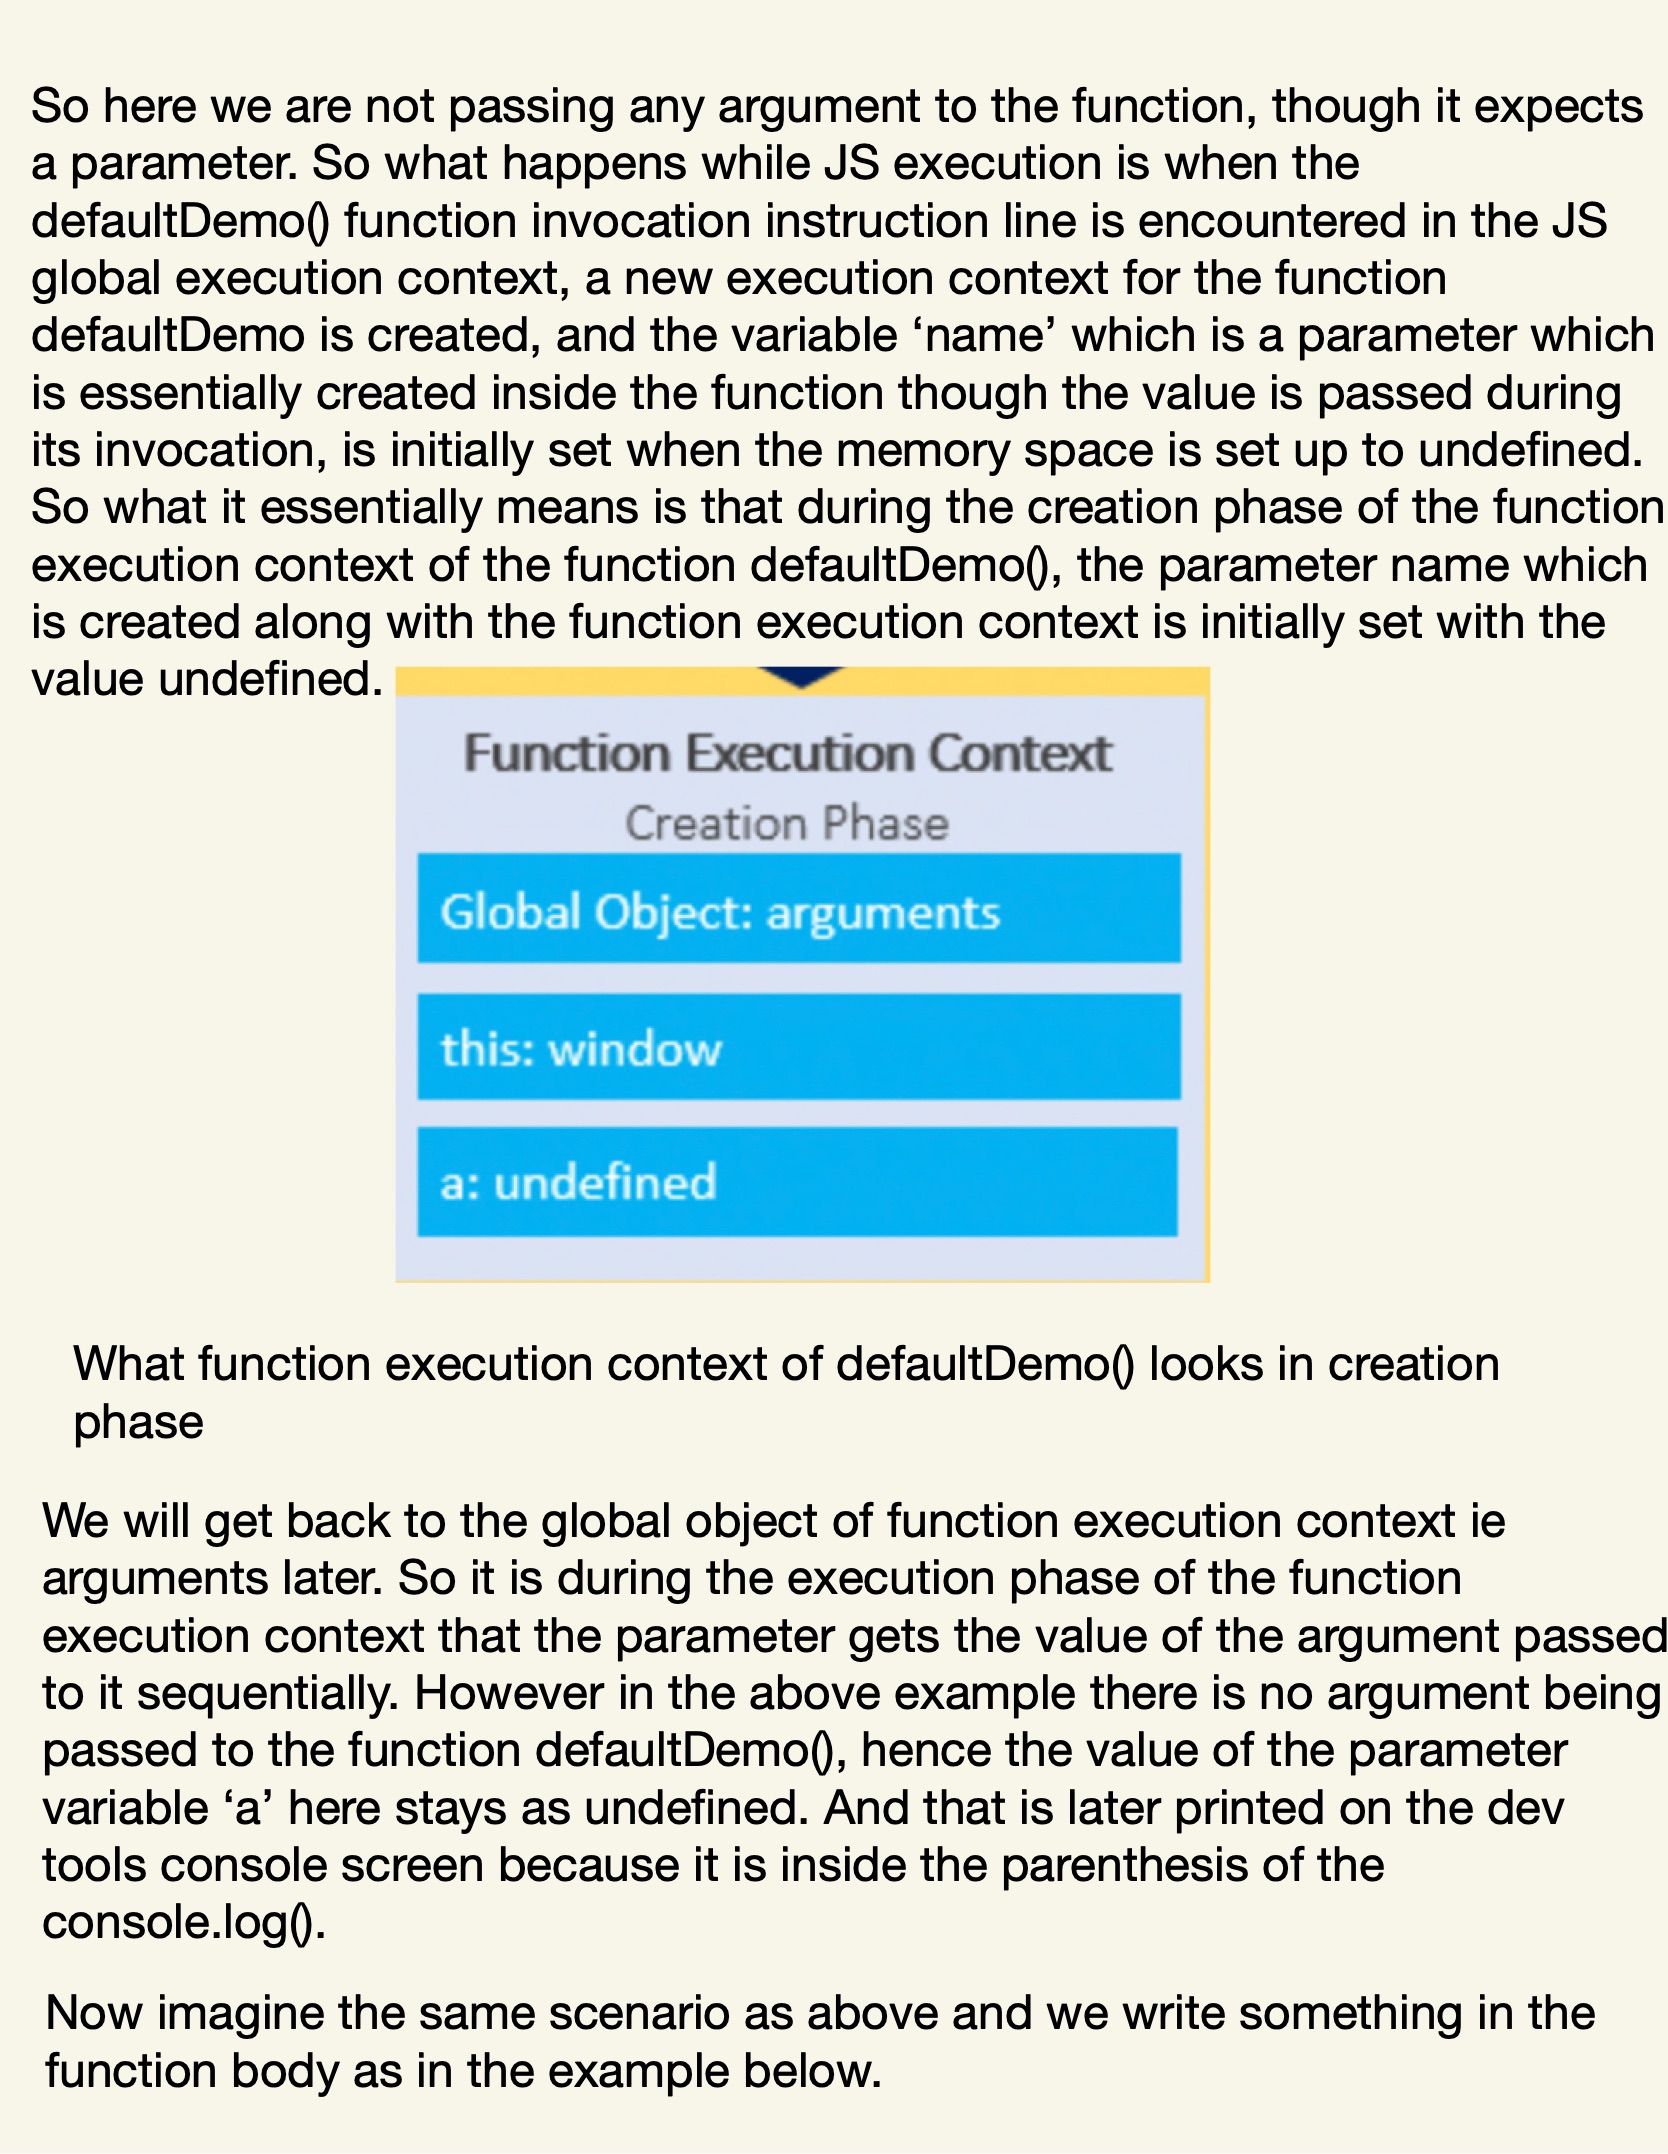 So here we are not passing any argument to the function, though it expects
a parameter. So what happens while JS execution is when the
defaultDemo() function invocation instruction line is encountered in the JS
global execution context, a new execution context for the function
defaultDemo is created, and the variable ‘name’ which is a parameter which
is essentially created inside the function though the value is passed during
its invocation, is initially set when the memory space is set up to undefined.
So what it essentially means is that during the creation phase of the function
execution context of the function defaultDemo(), the parameter name which
is created along with the function execution context is initially set with the
value undefined.
Function Execution Context
Creation Phase
Global Object: arguments
this: window
a: undefined
What function execution context of defaultDemo() looks in creation
phase
We will get back to the global object of function execution context ie
arguments later. So it is during the execution phase of the function
execution context that the parameter gets the value of the argument passed
to it sequentially. However in the above example there is no argument being
passed to the function defaultDemo(), hence the value of the parameter
variable ‘a’ here stays as undefined. And that is later printed on the dev
tools console screen because it is inside the parenthesis of the
console.log().
Now imagine the same scenario as above and we write something in the
function body as in the example below.